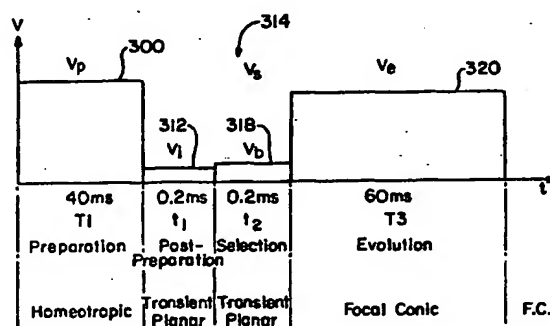 V
300
314
Vp
Vs
Ve
320
312
318
Vi
Vb
t
40ms
0.2ms
0.2ms
60ms
T1
t1
t2
T3
Preparation
Post-Preparation
Selection
Evolution
Homeotropic
Transient Planar
Transient Planar
Focal Conic
F.C.